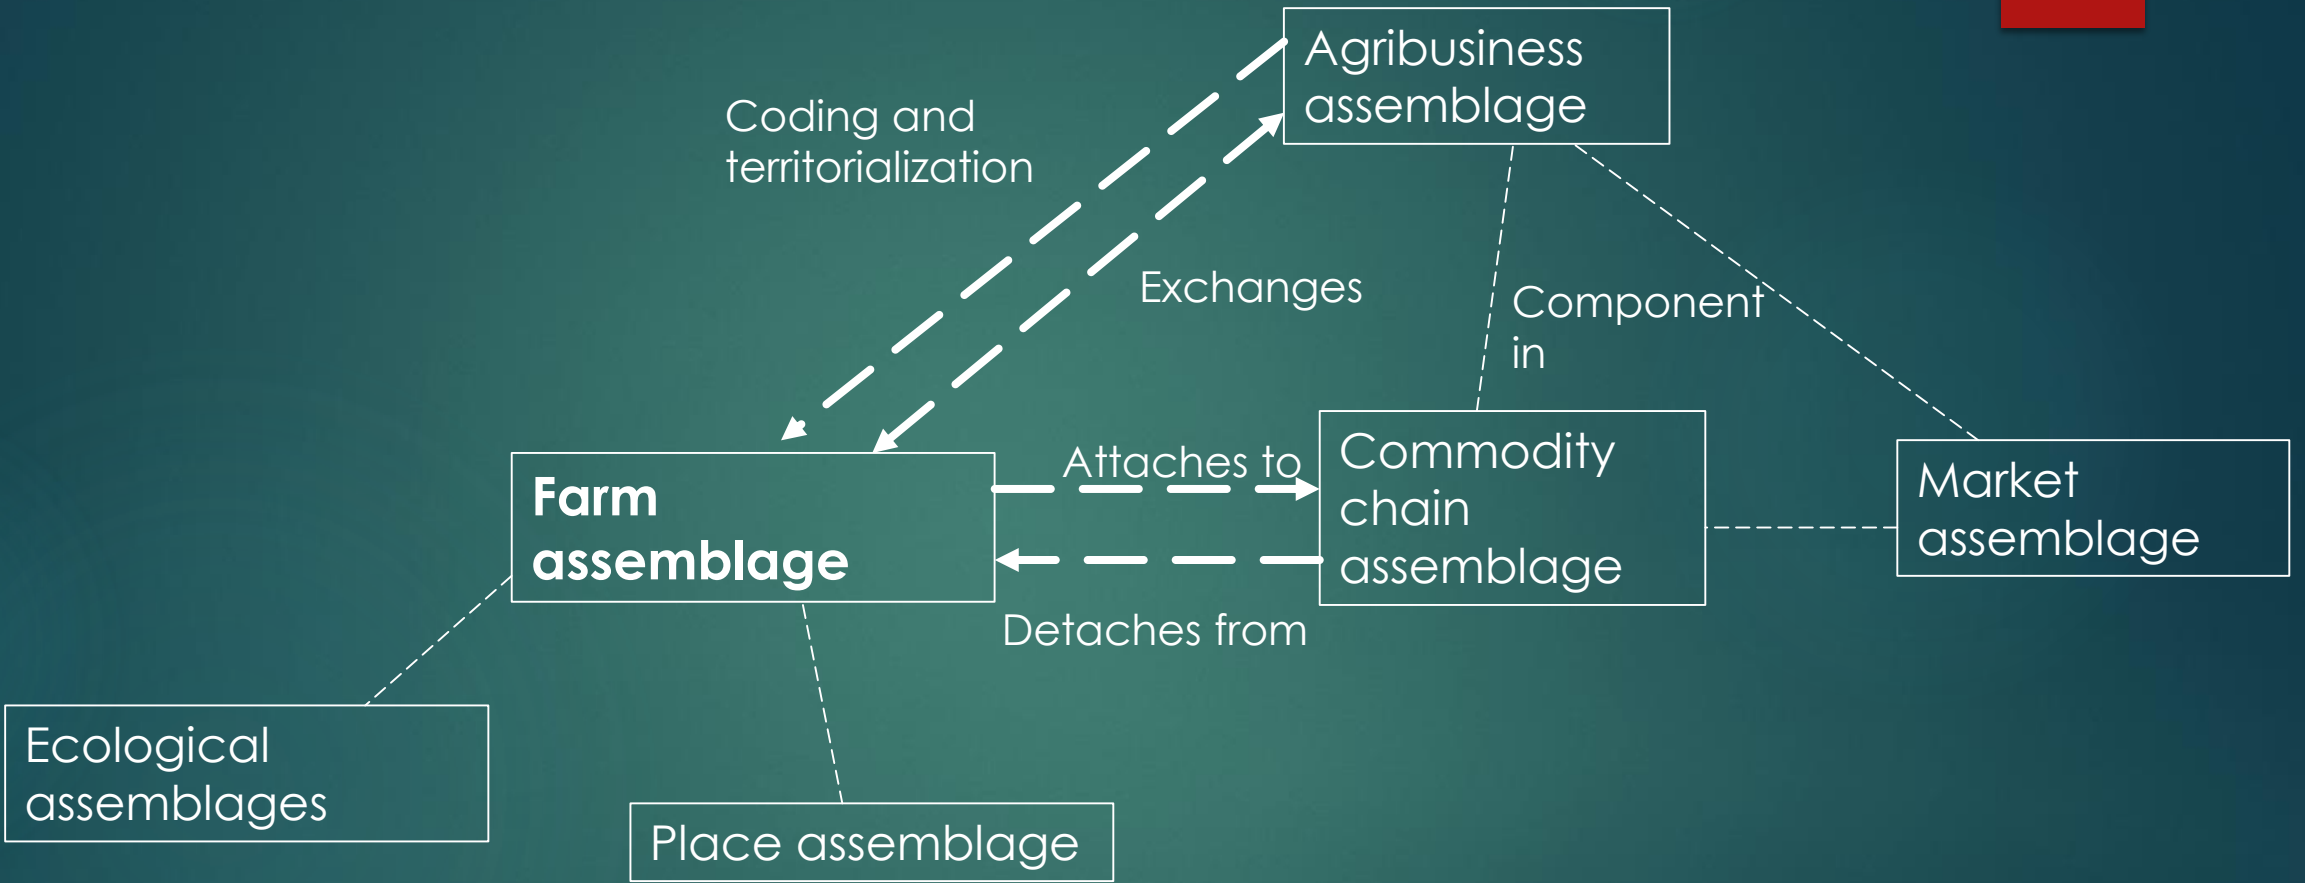 Agribusiness
assemblage
Coding and
territorialization
Exchanges
Component
in
Farm
assemblage
Attaches to
Commodity
chain
assemblage
Market
assemblage
Detaches from
Ecological
assemblages
Place assemblage